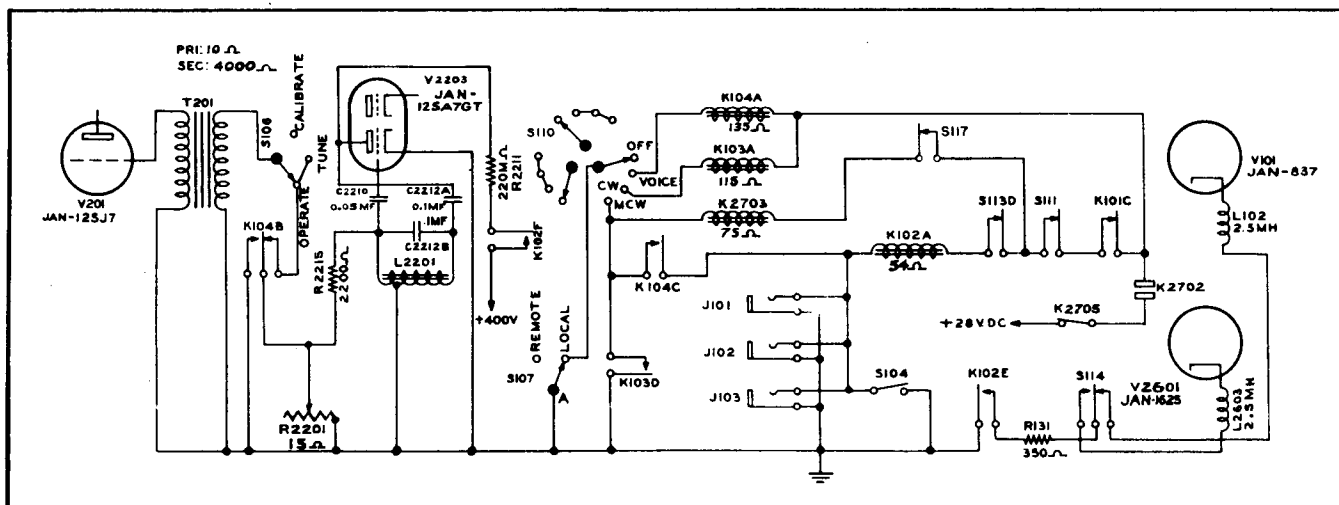 PRI: 10 Ω
SEC: 4000 Ω
T201
S106
CALIBRATE
TUNE
OPERATE
V201
JAN-12SJ7
K104B
R2215
2200Ω
R2201
15Ω
V2203
JAN-
12SA7GT
C2210
0.05MF
C2212A
0.1MF
.1MF
C2212B
L2201
220MΩ
R2211
K102F
+400V
REMOTE
LOCAL
S107
A
S110
OFF
VOICE
CW
MCW
K104A
135Ω
K103A
115Ω
K2703
75Ω
K104C
K103D
K102A
54Ω
J101
J102
J103
S104
S117
S113D
S111
K101C
K2702
+28V.DC
K2705
K102E
R131
350Ω
S114
V101
JAN-837
L102
2.5MH
V2601
JAN-1625
L2603
2.5MH